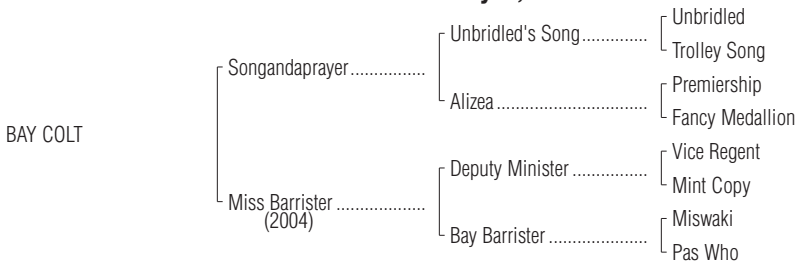 Unbridled
Unbridled's Song..............
Trolley Song
Songandaprayer................
Premiership
Alizea ................................
Fancy Medallion
BAY COLT
Vice Regent
Deputy Minister ................
Mint Copy
Miss Barrister ...................
(2004)
Miswaki
Bay Barrister .....................
Pas Who